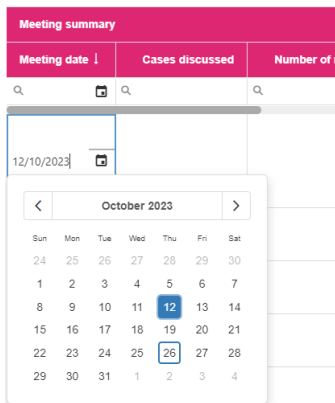 Meeting summary
Meeting date ↓ Cases discussed Number of
12/10/2023
October 2023
Sun Mon Tue Wed Thu Fri Sat
24 25 26 27 28 29 30
1 2 3 4 5 6 7
8 9 10 11 12 13 14
15 16 17 18 19 20 21
22 23 24 25 26 27 28
29 30 31 1 2 3 4